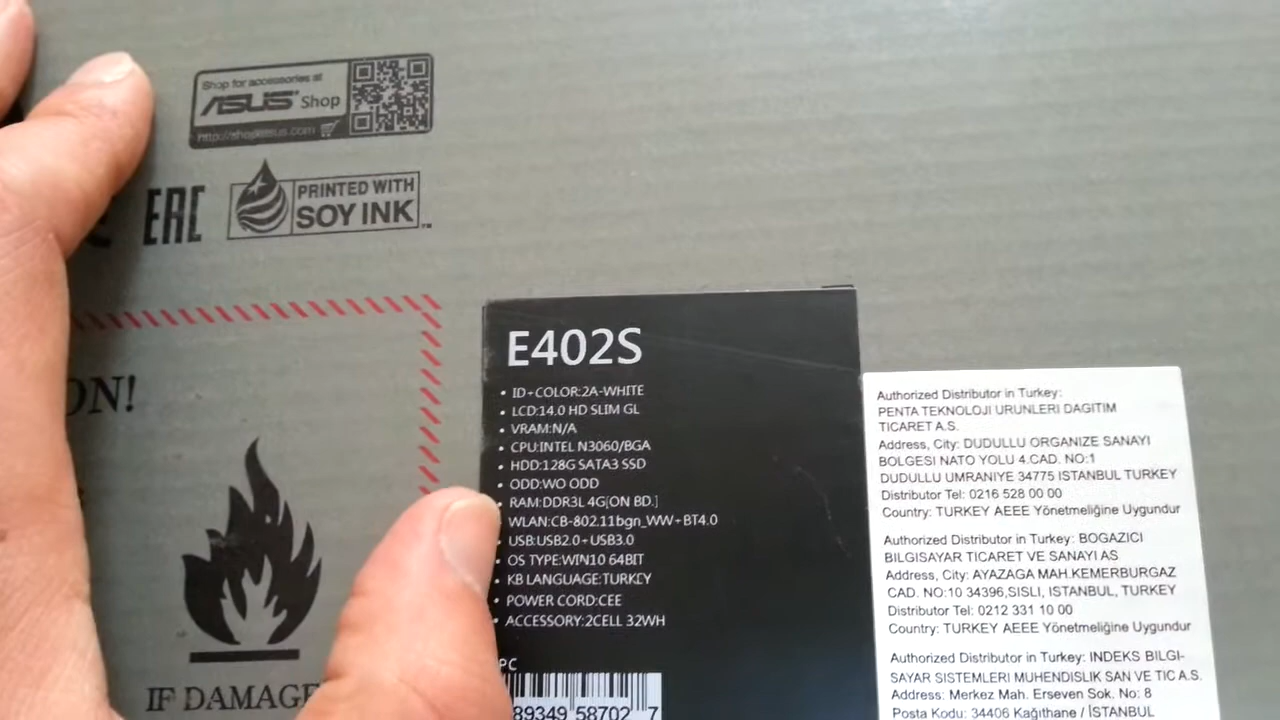 Shop for accessories at
ASUS Shop
http://shop.asus.com
EAC
PRINTED WITH
SOY INK™
ON!
IF DAMAGE
E402S
• ID+COLOR:2A-WHITE
• LCD:14.0 HD SLIM GL
• VRAM:N/A
• CPU:INTEL N3060/BGA
• HDD:128G SATA3 SSD
• ODD:WO ODD
• RAM:DDR3L 4G[ON BD.]
WLAN:CB-802.11bgn_WW+BT4.0
• USB:USB2.0+USB3.0
• OS TYPE:WIN10 64BIT
• KB LANGUAGE:TURKEY
• POWER CORD:CEE
• ACCESSORY:2CELL 32WH
PC
89349 58702 7
Authorized Distributor in Turkey:
PENTA TEKNOLOJI URUNLERI DAGITIM
TICARET A.S.
Address, City: DUDULLU ORGANIZE SANAYI
BOLGESI NATO YOLU 4.CAD. NO:1
DUDULLU UMRANIYE 34775 ISTANBUL TURKEY
Distributor Tel: 0216 528 00 00
Country: TURKEY AEEE Yönetmeliğine Uygundur
Authorized Distributor in Turkey: BOGAZICI
BILGISAYAR TICARET VE SANAYI AS
Address, City: AYAZAGA MAH.KEMERBURGAZ
CAD. NO:10 34396,SISLI, ISTANBUL, TURKEY
Distributor Tel: 0212 331 10 00
Country: TURKEY AEEE Yönetmeliğine Uygundur
Authorized Distributor in Turkey: INDEKS BILGI-
SAYAR SISTEMLERI MUHENDISLIK SAN VE TIC A.S.
Address: Merkez Mah. Erseven Sok. No: 8
Posta Kodu: 34406 Kağıthane / İSTANBUL